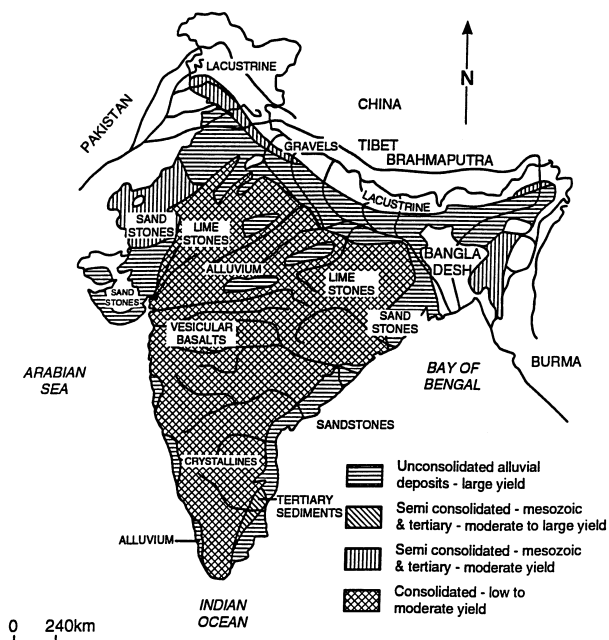 LACUSTRINE
N
CHINA
PAKISTAN
GRAVELS
TIBET
BRAHMAPUTRA
LACUSTRINE
SAND
STONES
LIME
STONES
BANGLA
DESH
ALLUVIUM
LIME
STONES
SAND
STONES
SAND
STONES
VESICULAR
BASALTS
ARABIAN
SEA
BAY OF
BENGAL
BURMA
SANDSTONES
CRYSTALLINES
TERTIARY
SEDIMENTS
ALLUVIUM
Unconsolidated alluvial
deposits - large yield
Semi consolidated - mesozoic
& tertiary - moderate to large yield
Semi consolidated - mesozoic
& tertiary - moderate yield
Consolidated - low to
moderate yield
INDIAN
OCEAN
0 240km